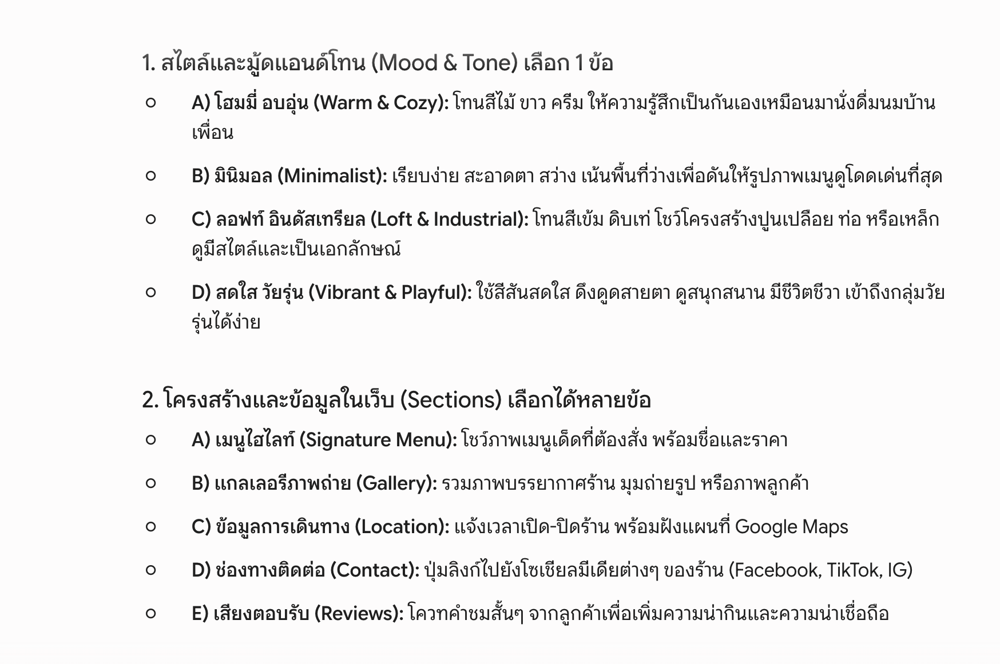 1. สไตล์และมู้ดแอนด์โทน (Mood & Tone) เลือก 1 ข้อ
A) โฮมมี่ อบอุ่น (Warm & Cozy): โทนสีไม้ ขาว ครีม ให้ความรู้สึกเป็นกันเองเหมือนมานั่งดื่มนมบ้าน
เพื่อน
B) มินิมอล (Minimalist): เรียบง่าย สะอาดตา สว่าง เน้นพื้นที่ว่างเพื่อดันให้รูปภาพเมนูดูโดดเด่นที่สุด
C) ลอฟท์ อินดัสเทรียล (Loft & Industrial): โทนสีเข้ม ดิบเท่ โชว์โครงสร้างปูนเปลือย ท่อ หรือเหล็ก
ดูมีสไตล์และเป็นเอกลักษณ์
D) สดใส วัยรุ่น (Vibrant & Playful): ใช้สีสันสดใส ดึงดูดสายตา ดูสนุกสนาน มีชีวิตชีวา เข้าถึงกลุ่มวัย
รุ่นได้ง่าย
2. โครงสร้างและข้อมูลในเว็บ (Sections) เลือกได้หลายข้อ
A) เมนูไฮไลท์ (Signature Menu): โชว์ภาพเมนูเด็ดที่ต้องสั่ง พร้อมชื่อและราคา
B) แกลเลอรีภาพถ่าย (Gallery): รวมภาพบรรยากาศร้าน มุมถ่ายรูป หรือภาพลูกค้า
C) ข้อมูลการเดินทาง (Location): แจ้งเวลาเปิด-ปิดร้าน พร้อมฝังแผนที่ Google Maps
D) ช่องทางติดต่อ (Contact): ปุ่มลิงก์ไปยังโซเชียลมีเดียต่างๆ ของร้าน (Facebook, TikTok, IG)
E) เสียงตอบรับ (Reviews): โควทคำชมสั้นๆ จากลูกค้าเพื่อเพิ่มความน่ากินและความน่าเชื่อถือ